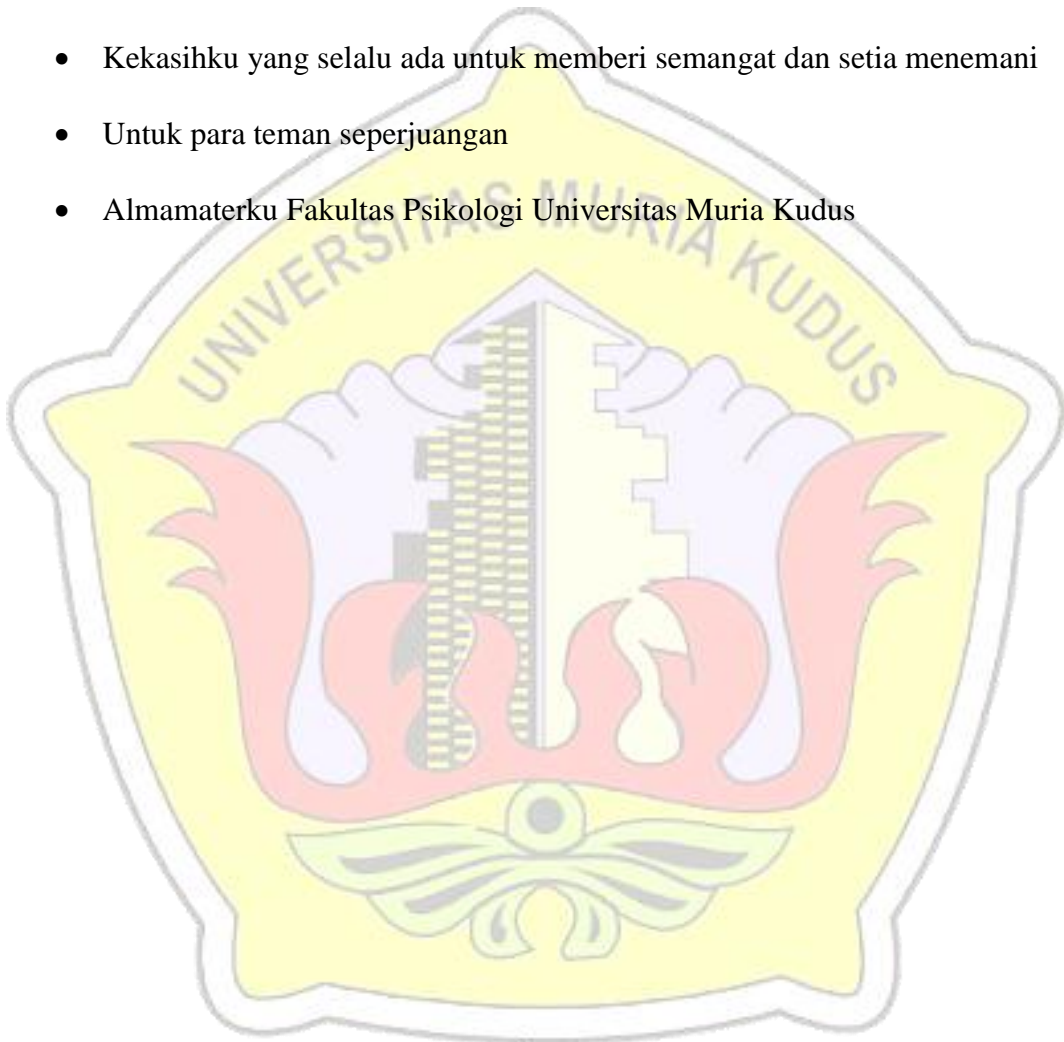 • Kekasihku yang selalu ada untuk memberi semangat dan setia menemani
• Untuk para teman seperjuangan
• Almamaterku Fakultas Psikologi Universitas Muria Kudus
UNIVERSITAS MURIA KUDUS